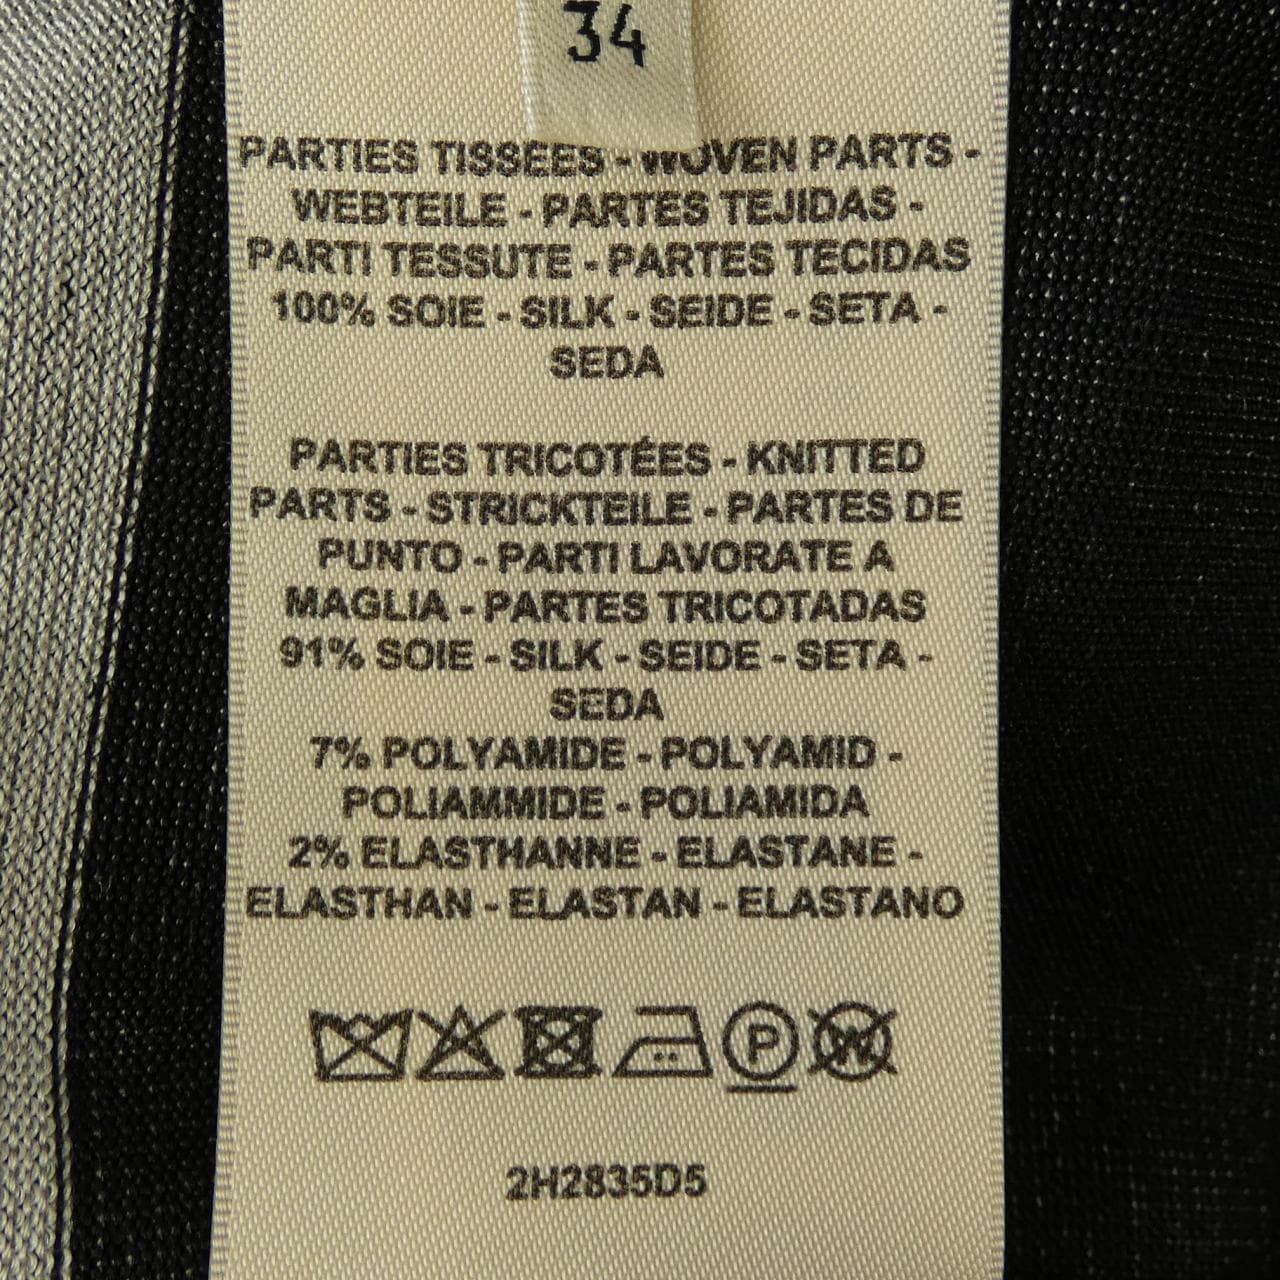 34
PARTIES TISSÉES - WOVEN PARTS -
WEBTEILE - PARTES TEJIDAS -
PARTI TESSUTE - PARTES TECIDAS
100% SOIE - SILK - SEIDE - SETA -
SEDA
PARTIES TRICOTÉES - KNITTED
PARTS - STRICKTEILE - PARTES DE
PUNTO - PARTI LAVORATE A
MAGLIA - PARTES TRICOTADAS
91% SOIE - SILK - SEIDE - SETA -
SEDA
7% POLYAMIDE - POLYAMID -
POLIAMMIDE - POLIAMIDA
2% ELASTHANNE - ELASTANE -
ELASTHAN - ELASTAN - ELASTANO
P W
2H2835D5